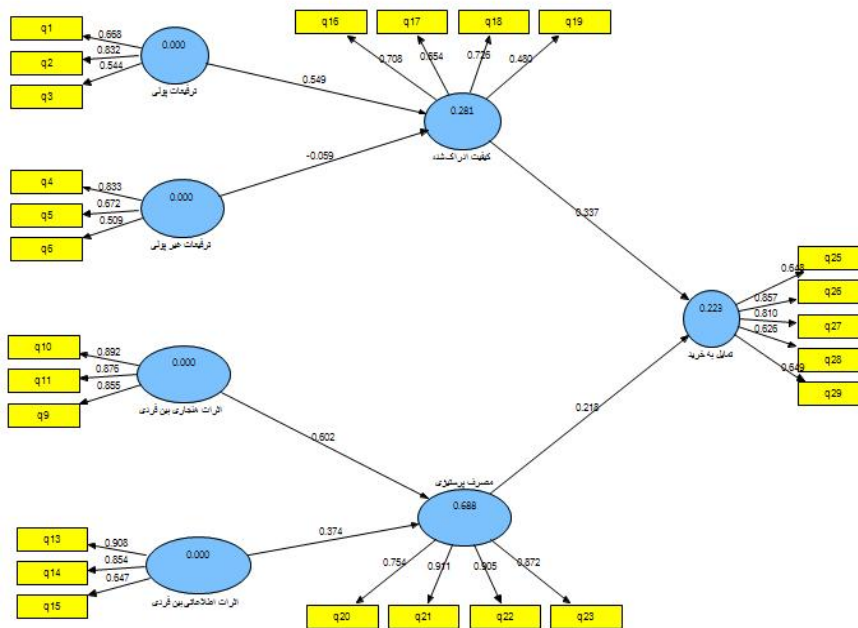 q1
0.668
q2
0.832
q3
0.544
0.000
ترفیعات پولی
q16
q17
q18
q19
0.708
0.654
0.726
0.480
0.549
0.281
کیفیت ادراک شده
q4
0.833
q5
0.672
q6
0.509
0.000
ترفیعات غیر پولی
-0.059
0.337
q10
0.892
q11
0.876
q9
0.855
0.000
اثرات هنجاری بین فردی
0.602
0.223
تمایل به خرید
q25
0.648
q26
0.857
q27
0.810
q28
0.626
q29
0.649
0.218
q13
0.908
q14
0.854
q15
0.647
0.000
اثرات اطلاعاتی بین فردی
0.374
مصرف پرستیژی
0.688
0.754
0.911
0.905
0.872
q20
q21
q22
q23